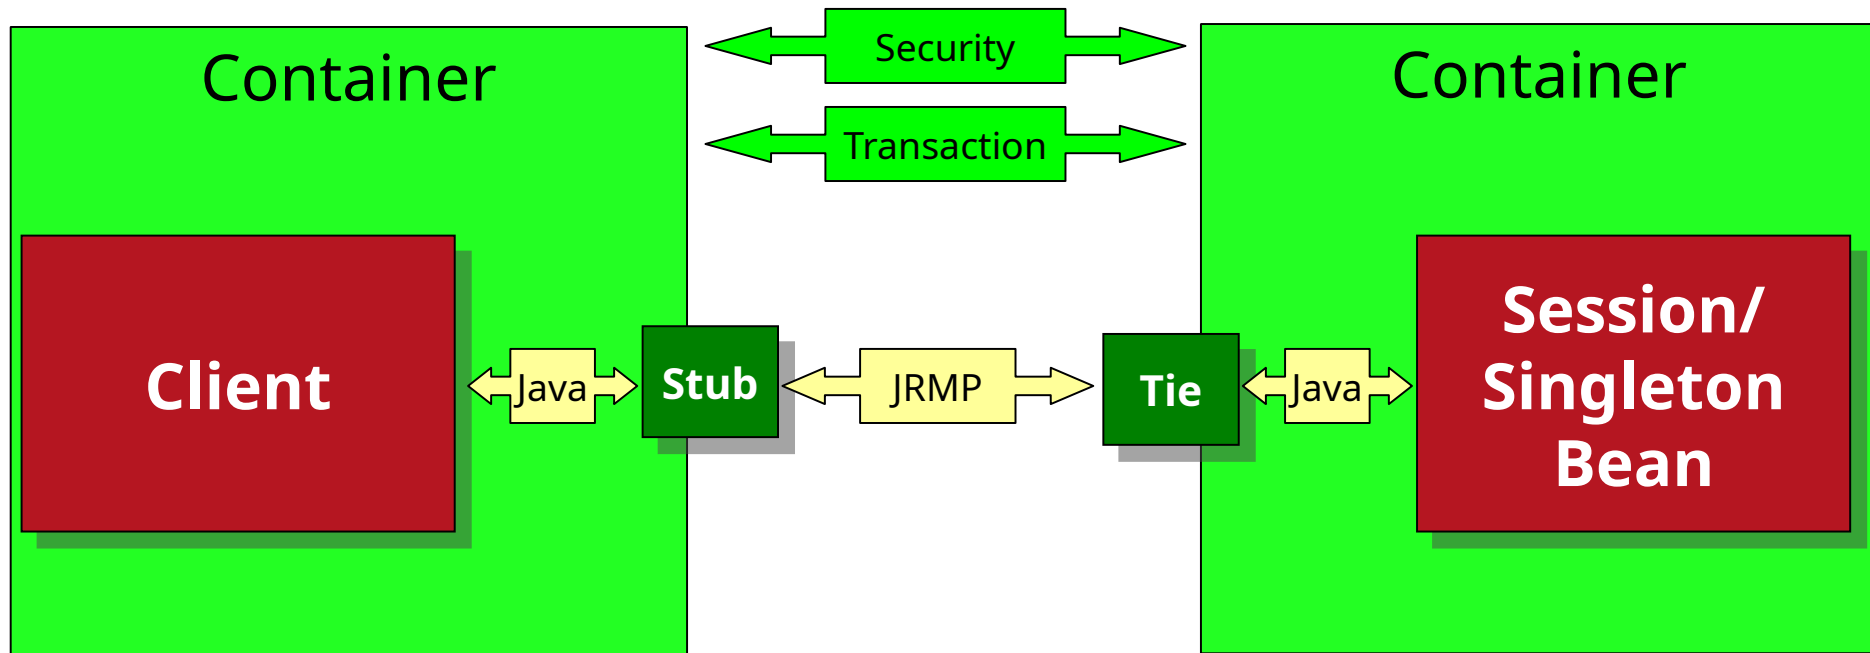 Container
Security
Container
Transaction
Client
Java
Stub
JRMP
Tie
Java
Session/
Singleton
Bean